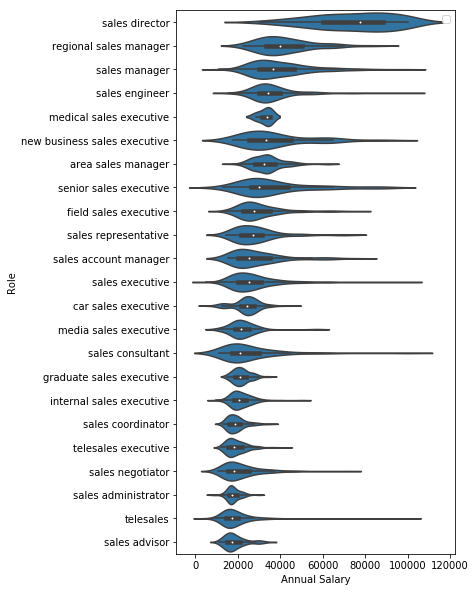 sales director
regional sales manager
sales manager
sales engineer
medical sales executive
new business sales executive
area sales manager
senior sales executive
field sales executive
sales representative
sales account manager
sales executive
car sales executive
media sales executive
sales consultant
graduate sales executive
internal sales executive
sales coordinator
telesales executive
sales negotiator
sales administrator
telesales
sales advisor
Role
0 20000 40000 60000 80000 100000 120000
Annual Salary